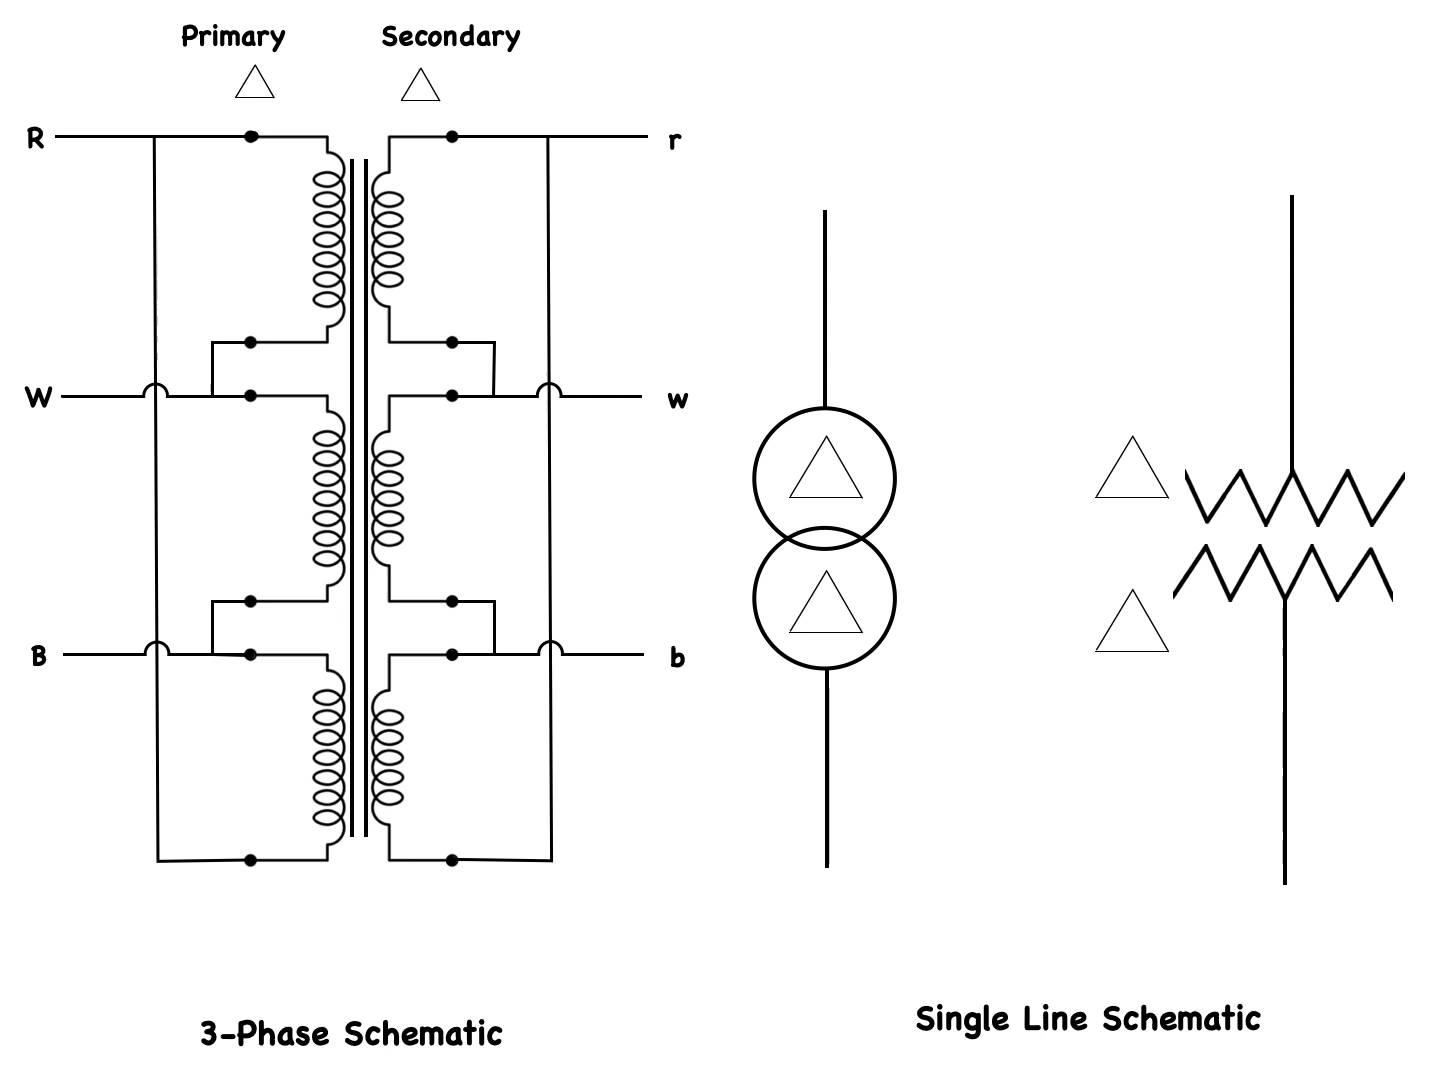 Primary Secondary
R r
W w
B b
3-Phase Schematic
Single Line Schematic